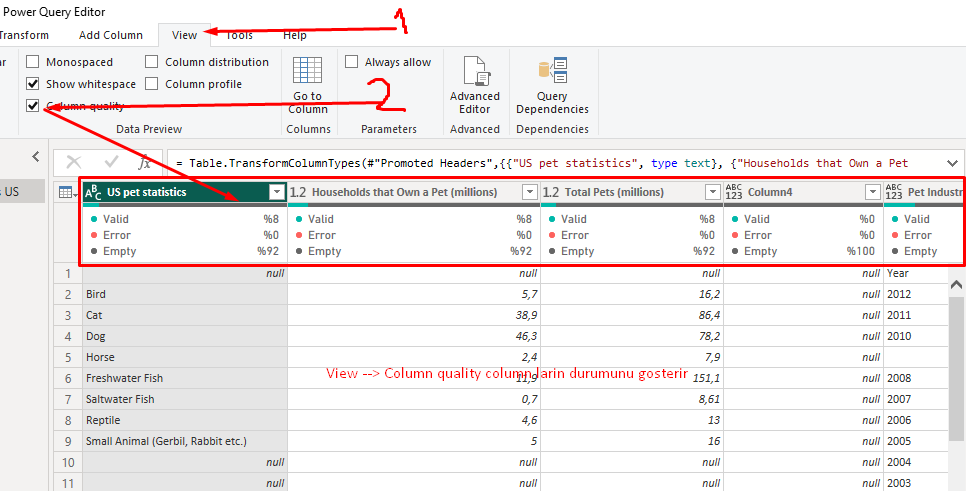 Power Query Editor
1
Transform Add Column View Tools Help
Monospaced Column distribution Always allow
Show whitespace Column profile
Column quality
Go to Column
Advanced Editor
Query Dependencies
2
Data Preview Columns Parameters Advanced Dependencies
fx = Table.TransformColumnTypes(#"Promoted Headers",{{"US pet statistics", type text}, {"Households that Own a Pet
US
ABC US pet statistics 1.2 Households that Own a Pet (millions) 1.2 Total Pets (millions) ABC 123 Column4 ABC 123 Pet Industr
Valid %8 Valid %8 Valid %8 Valid %0 Valid
Error %0 Error %0 Error %0 Error %0 Error
Empty %92 Empty %92 Empty %92 Empty %100 Empty
1 null null null null Year
2 Bird 5,7 16,2 null 2012
3 Cat 38,9 86,4 null 2011
4 Dog 46,3 78,2 null 2010
5 Horse 2,4 7,9 null
View --> Column quality column larin durumunu gosterir
6 Freshwater Fish 11,9 151,1 null 2008
7 Saltwater Fish 0,7 8,61 null 2007
8 Reptile 4,6 13 null 2006
9 Small Animal (Gerbil, Rabbit etc.) 5 16 null 2005
10 null null null null 2004
11 null null null null 2003